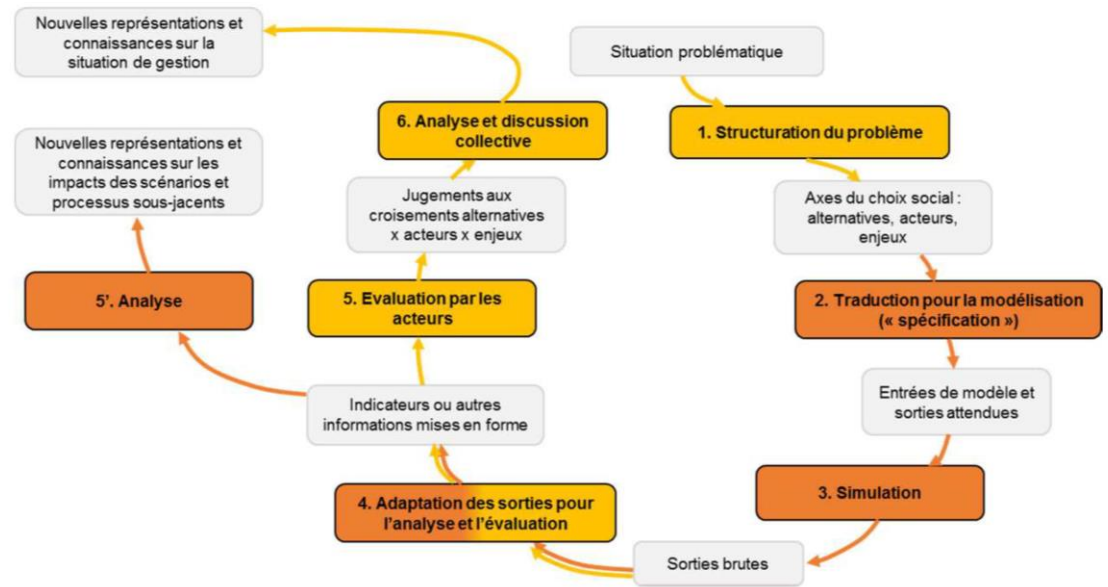 Situation problématique
1. Structuration du problème
Axes du choix social :
alternatives, acteurs,
enjeux
2. Traduction pour la modélisation
(« spécification »)
Entrées de modèle et
sorties attendues
3. Simulation
Sorties brutes
4. Adaptation des sorties pour
l'analyse et l'évaluation
Indicateurs ou autres
informations mises en forme
5. Evaluation par les
acteurs
Jugements aux
croisements alternatives
x acteurs x enjeux
6. Analyse et discussion
collective
Nouvelles représentations et
connaissances sur la
situation de gestion
5'. Analyse
Nouvelles représentations et
connaissances sur les
impacts des scénarios et
processus sous-jacents